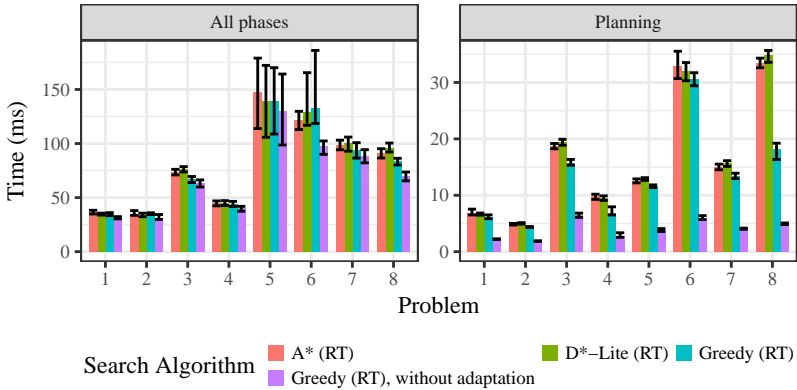 All phases Planning
Time (ms)
150
100
50
0
30
20
10
0
1 2 3 4 5 6 7 8 1 2 3 4 5 6 7 8
Problem
Search Algorithm
A* (RT) D*−Lite (RT) Greedy (RT)
Greedy (RT), without adaptation